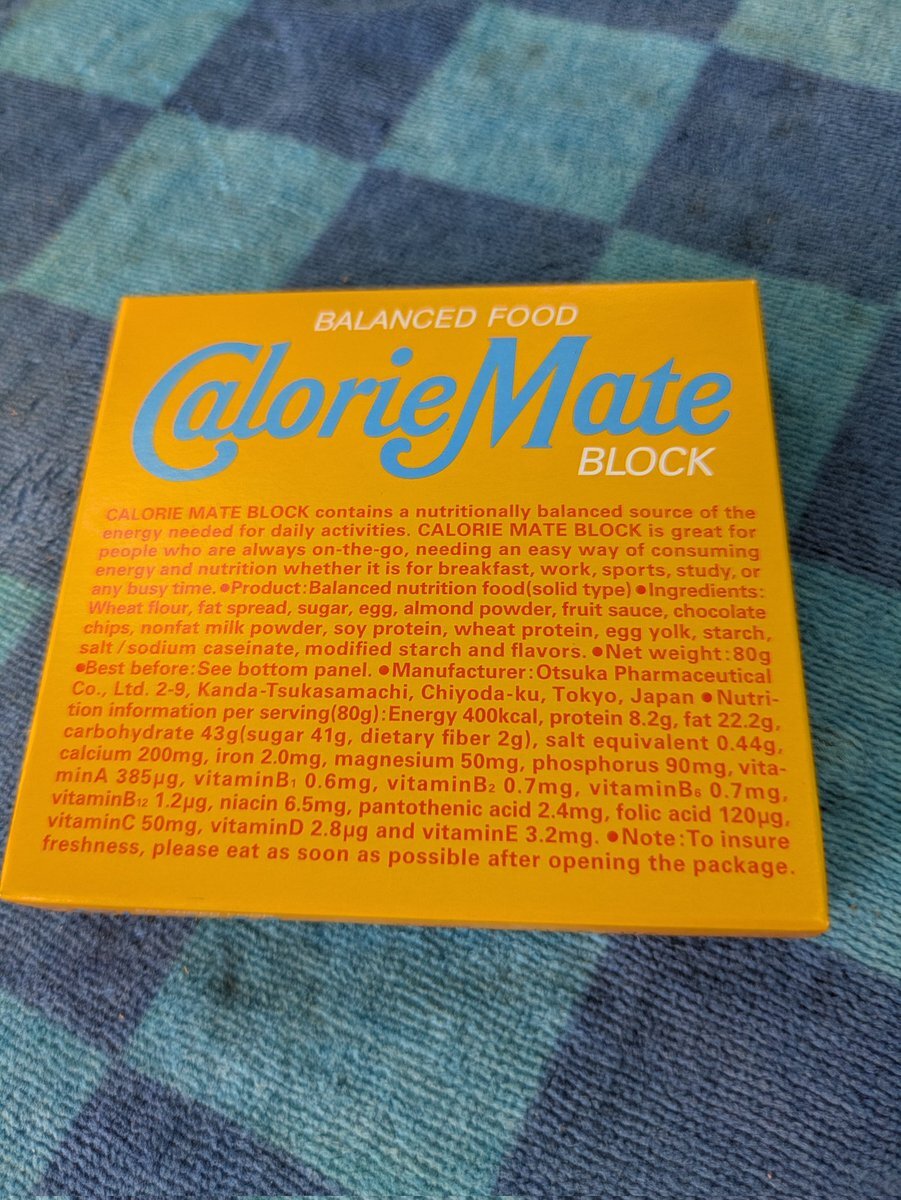 BALANCED FOOD
CalorieMate
BLOCK
CALORIE MATE BLOCK contains a nutritionally balanced source of the
energy needed for daily activities. CALORIE MATE BLOCK is great for
people who are always on-the-go, needing an easy way of consuming
energy and nutrition whether it is for breakfast, work, sports, study, or
any busy time. ●Product:Balanced nutrition food(solid type) ●Ingredients:
Wheat flour, fat spread, sugar, egg, almond powder, fruit sauce, chocolate
chips, nonfat milk powder, soy protein, wheat protein, egg yolk, starch,
salt/sodium caseinate, modified starch and flavors. ●Net weight:80g
●Best before:See bottom panel. ●Manufacturer:Otsuka Pharmaceutical
Co., Ltd. 2-9, Kanda-Tsukasamachi, Chiyoda-ku, Tokyo, Japan ●Nutri-
tion information per serving(80g):Energy 400kcal, protein 8.2g, fat 22.2g,
carbohydrate 43g(sugar 41g, dietary fiber 2g), salt equivalent 0.44g,
calcium 200mg, iron 2.0mg, magnesium 50mg, phosphorus 90mg, vita-
minA 385μg, vitaminB₁ 0.6mg, vitaminB₂ 0.7mg, vitaminB₆ 0.7mg,
vitaminB₁₂ 1.2μg, niacin 6.5mg, pantothenic acid 2.4mg, folic acid 120μg,
vitaminC 50mg, vitaminD 2.8μg and vitaminE 3.2mg. ●Note:To insure
freshness, please eat as soon as possible after opening the package.